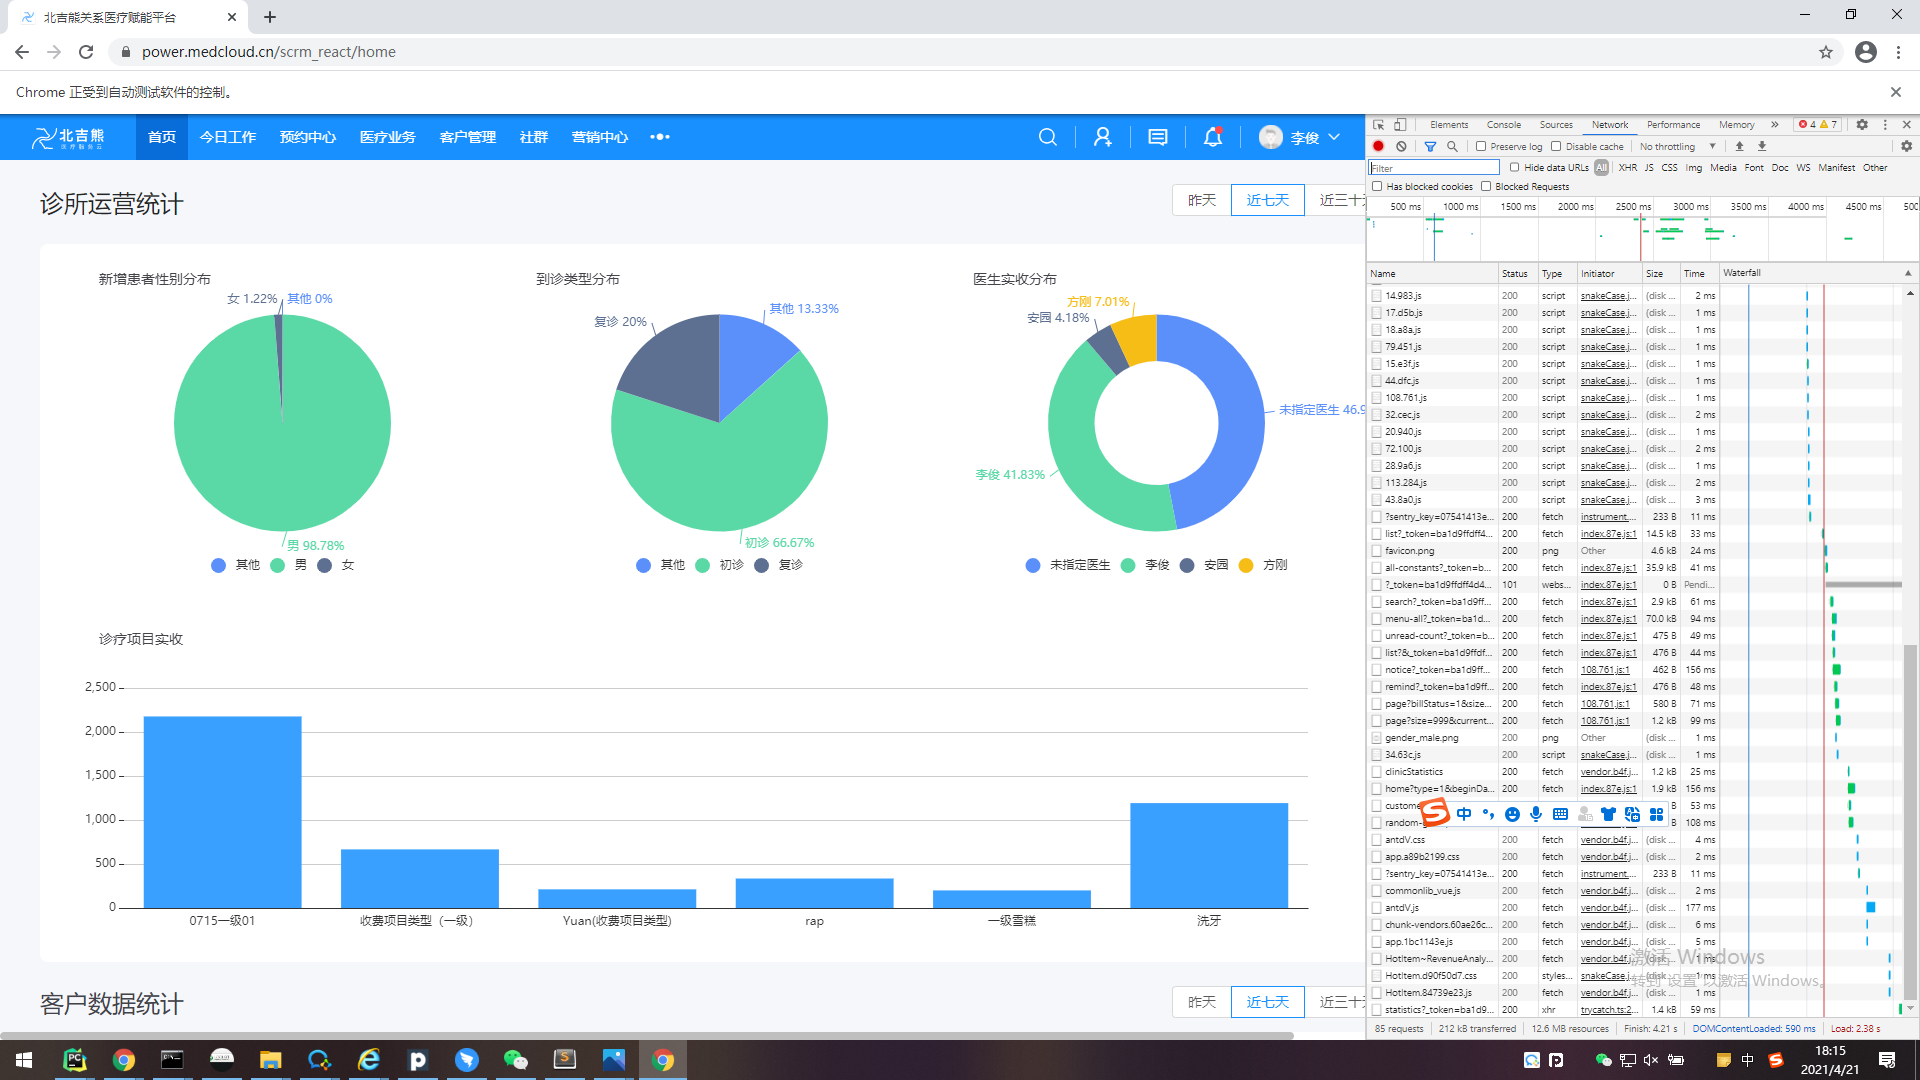 北吉熊关系医疗赋能平台
power.medcloud.cn/scrm_react/home
Chrome 正受到自动测试软件的控制。
北吉熊
医疗服务云
首页 今日工作 预约中心 医疗业务 客户管理 社群 营销中心 ••• 李俊
诊所运营统计
昨天 近七天 近三十天
新增患者性别分布
女 1.22% 其他 0%
男 98.78%
其他 男 女
到诊类型分布
其他 13.33%
复诊 20%
初诊 66.67%
其他 初诊 复诊
医生实收分布
方刚 7.01%
安园 4.18%
未指定医生 46.9
李俊 41.83%
未指定医生 李俊 安园 方刚
诊疗项目实收
2,500
2,000
1,500
1,000
500
0
0715一级01 收费项目类型（一级） Yuan(收费项目类型) rap 一级雪糕 洗牙
客户数据统计
昨天 近七天 近三十天
Elements Console Sources Network Performance Memory » 4 7
Preserve log Disable cache No throttling
Filter Hide data URLs All XHR JS CSS Img Media Font Doc WS Manifest Other
Has blocked cookies Blocked Requests
500 ms 1000 ms 1500 ms 2000 ms 2500 ms 3000 ms 3500 ms 4000 ms 4500 ms 500
Name Status Type Initiator Size Time Waterfall
14.983.js 200 script snakeCase.j... (disk ... 2 ms
17.d5b.js 200 script snakeCase.j... (disk ... 1 ms
18.a8a.js 200 script snakeCase.j... (disk ... 1 ms
79.451.js 200 script snakeCase.j... (disk ... 1 ms
15.e3f.js 200 script snakeCase.j... (disk ... 1 ms
44.dfc.js 200 script snakeCase.j... (disk ... 1 ms
108.761.js 200 script snakeCase.j... (disk ... 1 ms
32.cec.js 200 script snakeCase.j... (disk ... 2 ms
20.940.js 200 script snakeCase.j... (disk ... 1 ms
72.100.js 200 script snakeCase.j... (disk ... 2 ms
28.9a6.js 200 script snakeCase.j... (disk ... 1 ms
113.284.js 200 script snakeCase.j... (disk ... 2 ms
43.8a0.js 200 script snakeCase.j... (disk ... 3 ms
?sentry_key=07541413e... 200 fetch instrument.... 233 B 11 ms
list?_token=ba1d9ffdff4... 200 fetch index.87e.js:1 14.5 kB 33 ms
favicon.png 200 png Other 4.6 kB 24 ms
all-constants?_token=b... 200 fetch index.87e.js:1 35.9 kB 41 ms
?_token=ba1d9ffdff4d4... 101 webs... index.87e.js:1 0 B Pendi...
search?_token=ba1d9ff... 200 fetch index.87e.js:1 2.9 kB 61 ms
menu-all?_token=ba1d... 200 fetch index.87e.js:1 70.0 kB 94 ms
unread-count?_token=b... 200 fetch index.87e.js:1 475 B 49 ms
list?&_token=ba1d9ffdf... 200 fetch index.87e.js:1 476 B 44 ms
notice?_token=ba1d9ff... 200 fetch 108.761.js:1 462 B 156 ms
remind?_token=ba1d9ff... 200 fetch index.87e.js:1 476 B 48 ms
page?billStatus=1&size... 200 fetch 108.761.js:1 580 B 71 ms
page?size=999&current... 200 fetch 108.761.js:1 1.2 kB 99 ms
gender_male.png 200 png Other (disk ... 1 ms
34.63c.js 200 script snakeCase.j... (disk ... 1 ms
clinicStatistics 200 fetch vendor.b4f.j... 1.2 kB 25 ms
home?type=1&beginDa... 200 fetch index.87e.js:1 1.9 kB 156 ms
custome B 53 ms
random-g B 108 ms
中
antdV.css 200 fetch vendor.b4f.j... (disk ... 4 ms
app.a89b2199.css 200 fetch vendor.b4f.j... (disk ... 2 ms
?sentry_key=07541413e... 200 fetch instrument.... 233 B 11 ms
commonlib_vue.js 200 fetch vendor.b4f.j... (disk ... 2 ms
antdV.js 200 fetch vendor.b4f.j... (disk ... 177 ms
chunk-vendors.60ae26c... 200 fetch vendor.b4f.j... (disk ... 6 ms
app.1bc1143e.js 200 fetch vendor.b4f.j... (disk ... 5 ms
HotItem~RevenueAnaly... 200 fetch vendor.b4f.j... (disk ... 1 ms
HotItem.d90f50d7.css 200 styles... snakeCase.j... (disk ... 1 ms
HotItem.84739e23.js 200 fetch vendor.b4f.j... (disk ... 1 ms
statistics?_token=ba1d9... 200 xhr trycatch.ts:2... 1.4 kB 59 ms
激活 Windows
转到"设置"以激活 Windows。
85 requests 212 kB transferred 12.6 MB resources Finish: 4.21 s DOMContentLoaded: 590 ms Load: 2.38 s
中
18:15
2021/4/21